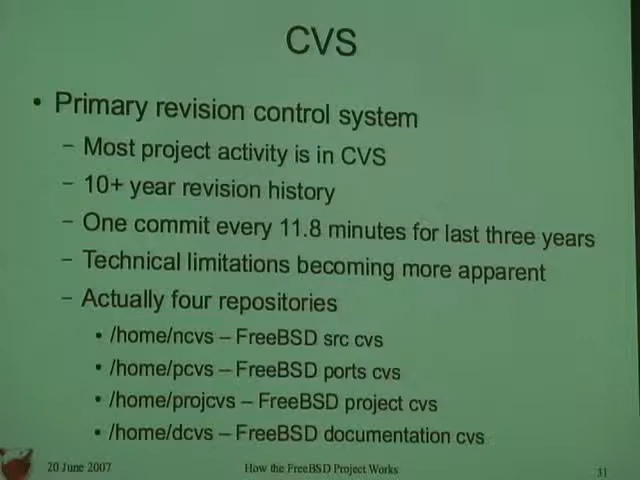 CVS
• Primary revision control system
– Most project activity is in CVS
– 10+ year revision history
– One commit every 11.8 minutes for last three years
– Technical limitations becoming more apparent
– Actually four repositories
• /home/ncvs – FreeBSD src cvs
• /home/pcvs – FreeBSD ports cvs
• /home/projcvs – FreeBSD project cvs
• /home/dcvs – FreeBSD documentation cvs
20 June 2007 How the FreeBSD Project Works 31